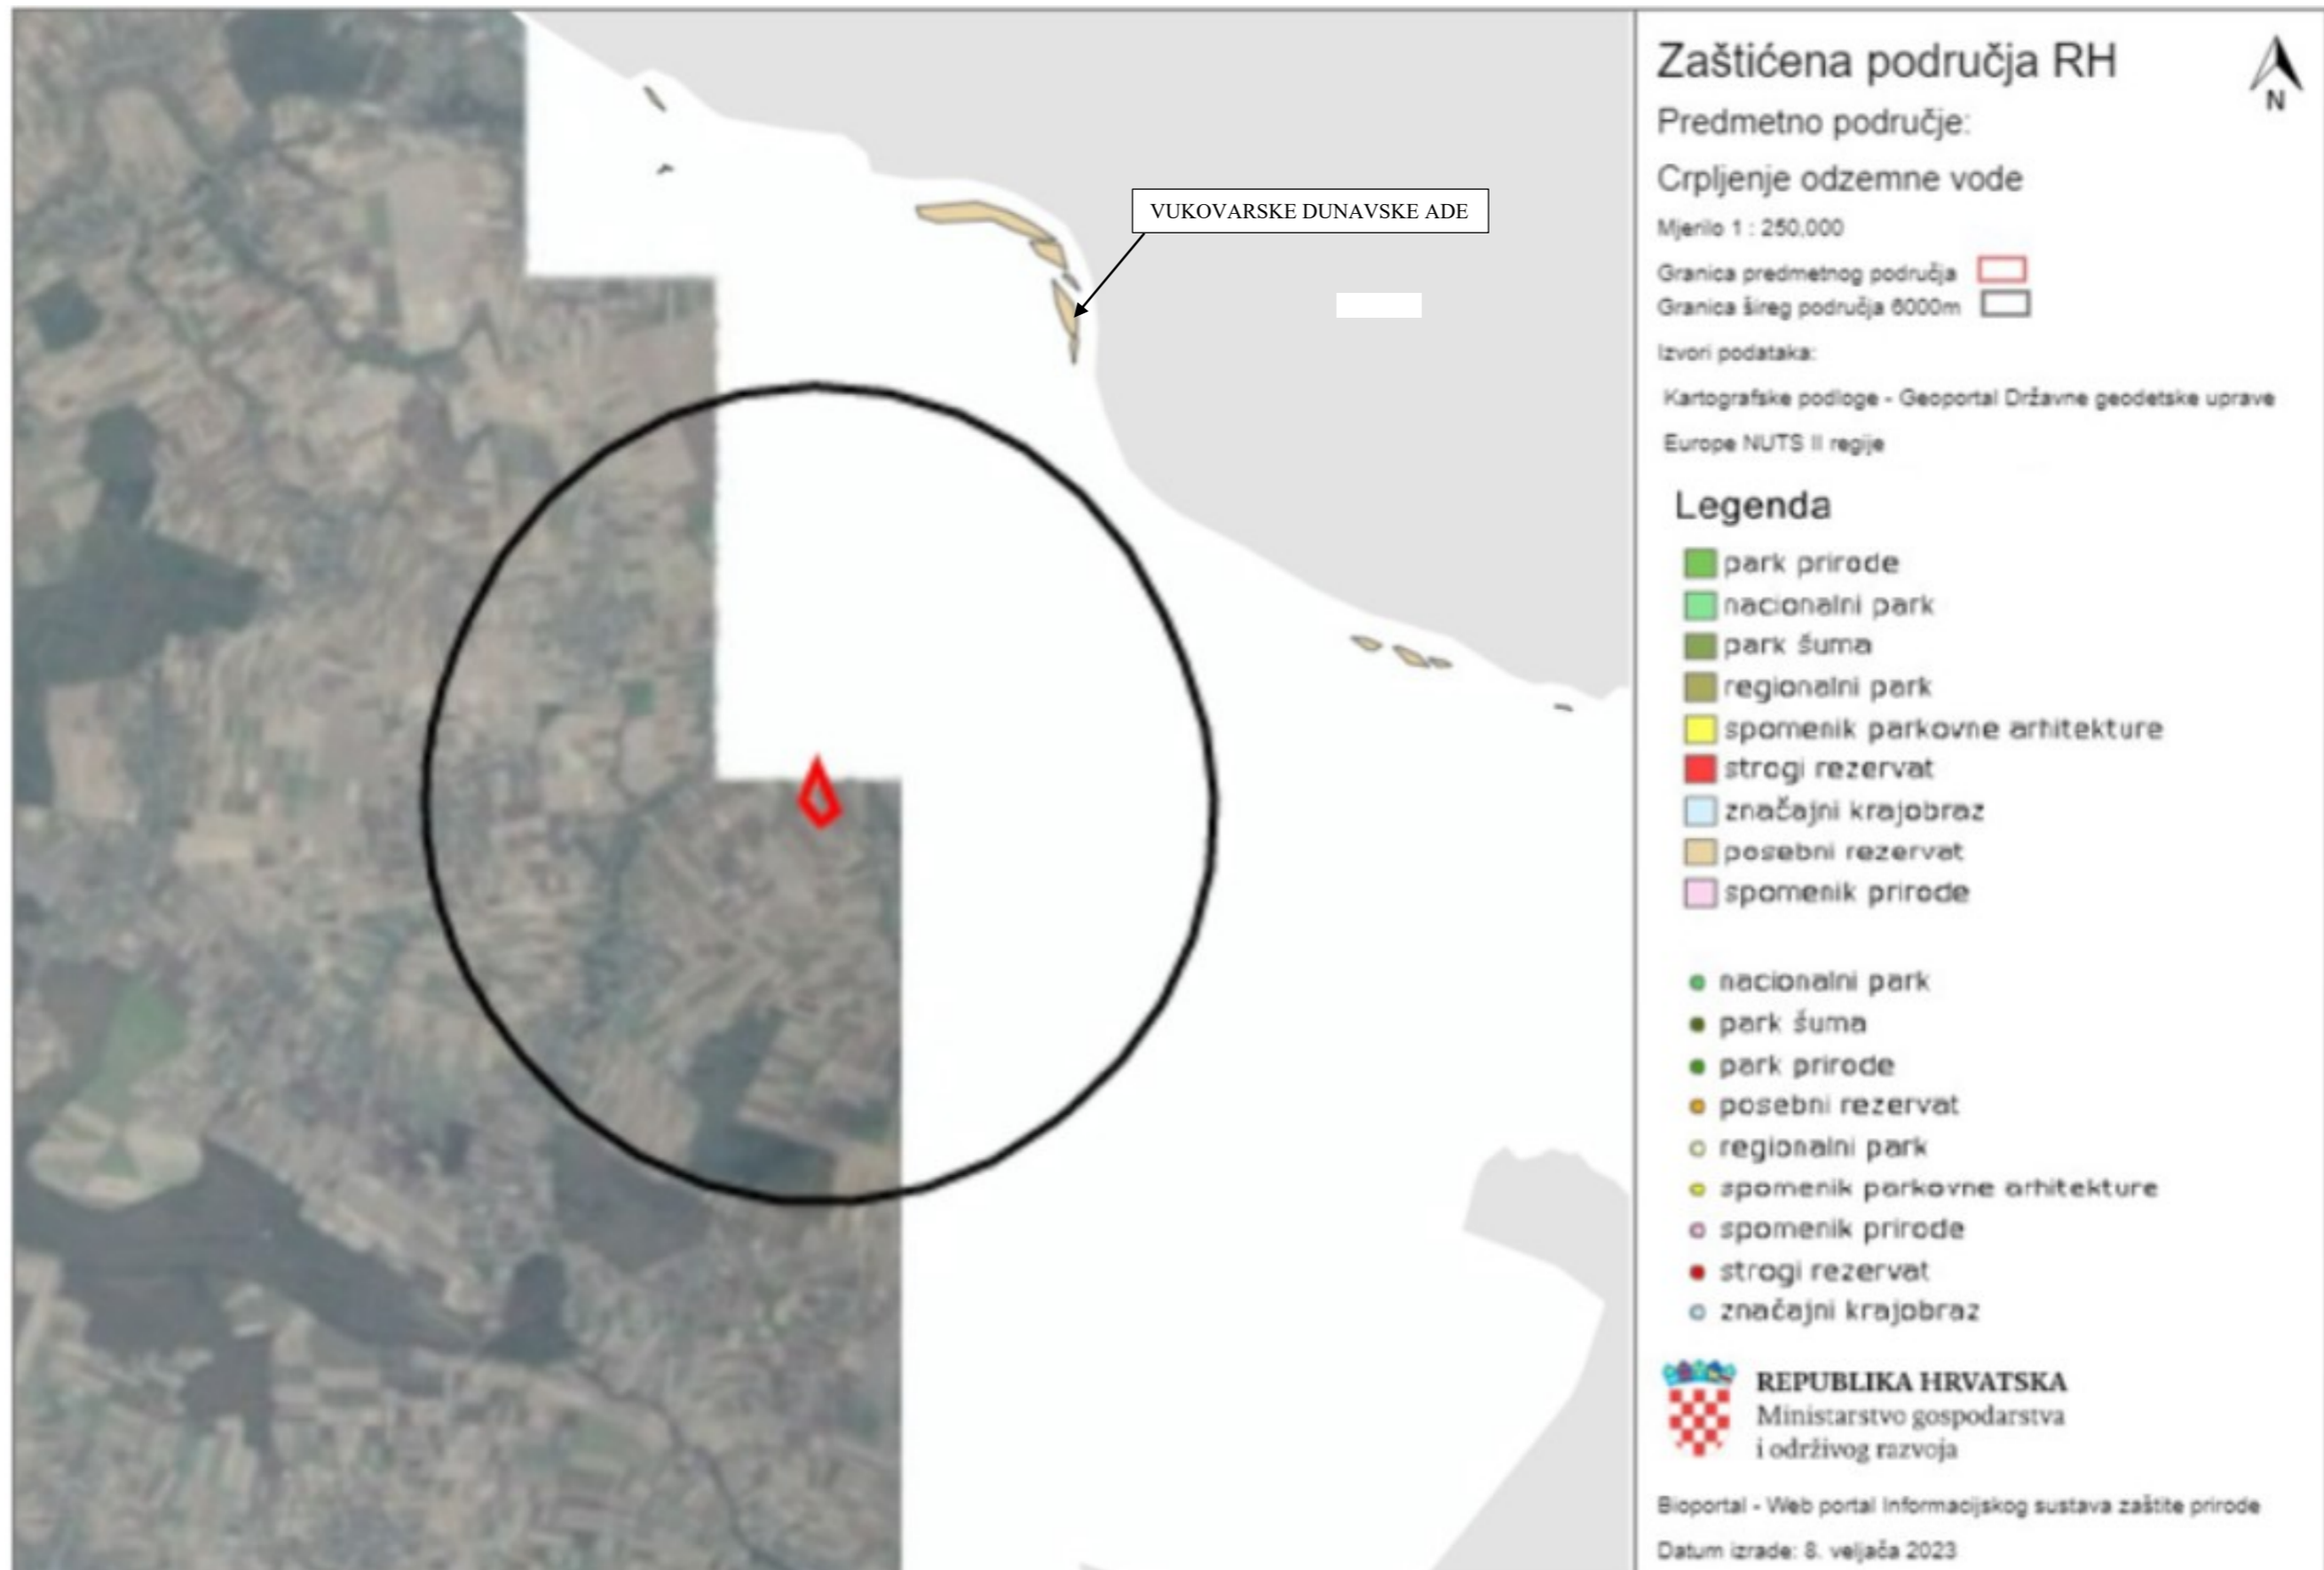 VUKOVARSKE DUNAVSKE ADE
Zaštićena područja RH
N
Predmetno područje:
Crpljenje odzemne vode
Mjerilo 1 : 250,000
Granica predmetnog područja
Granica šireg područja 6000m
Izvori podataka:
Kartografske podloge - Geoportal Državne geodetske uprave
Europe NUTS II regije
Legenda
park prirode
nacionalni park
park šuma
regionalni park
spomenik parkovne arhitekture
strogi rezervat
značajni krajobraz
posebni rezervat
spomenik prirode
nacionalni park
park šuma
park prirode
posebni rezervat
regionalni park
spomenik parkovne arhitekture
spomenik prirode
strogi rezervat
značajni krajobraz
REPUBLIKA HRVATSKA
Ministarstvo gospodarstva
i održivog razvoja
Bioportal - Web portal Informacijskog sustava zaštite prirode
Datum izrade: 8. veljača 2023